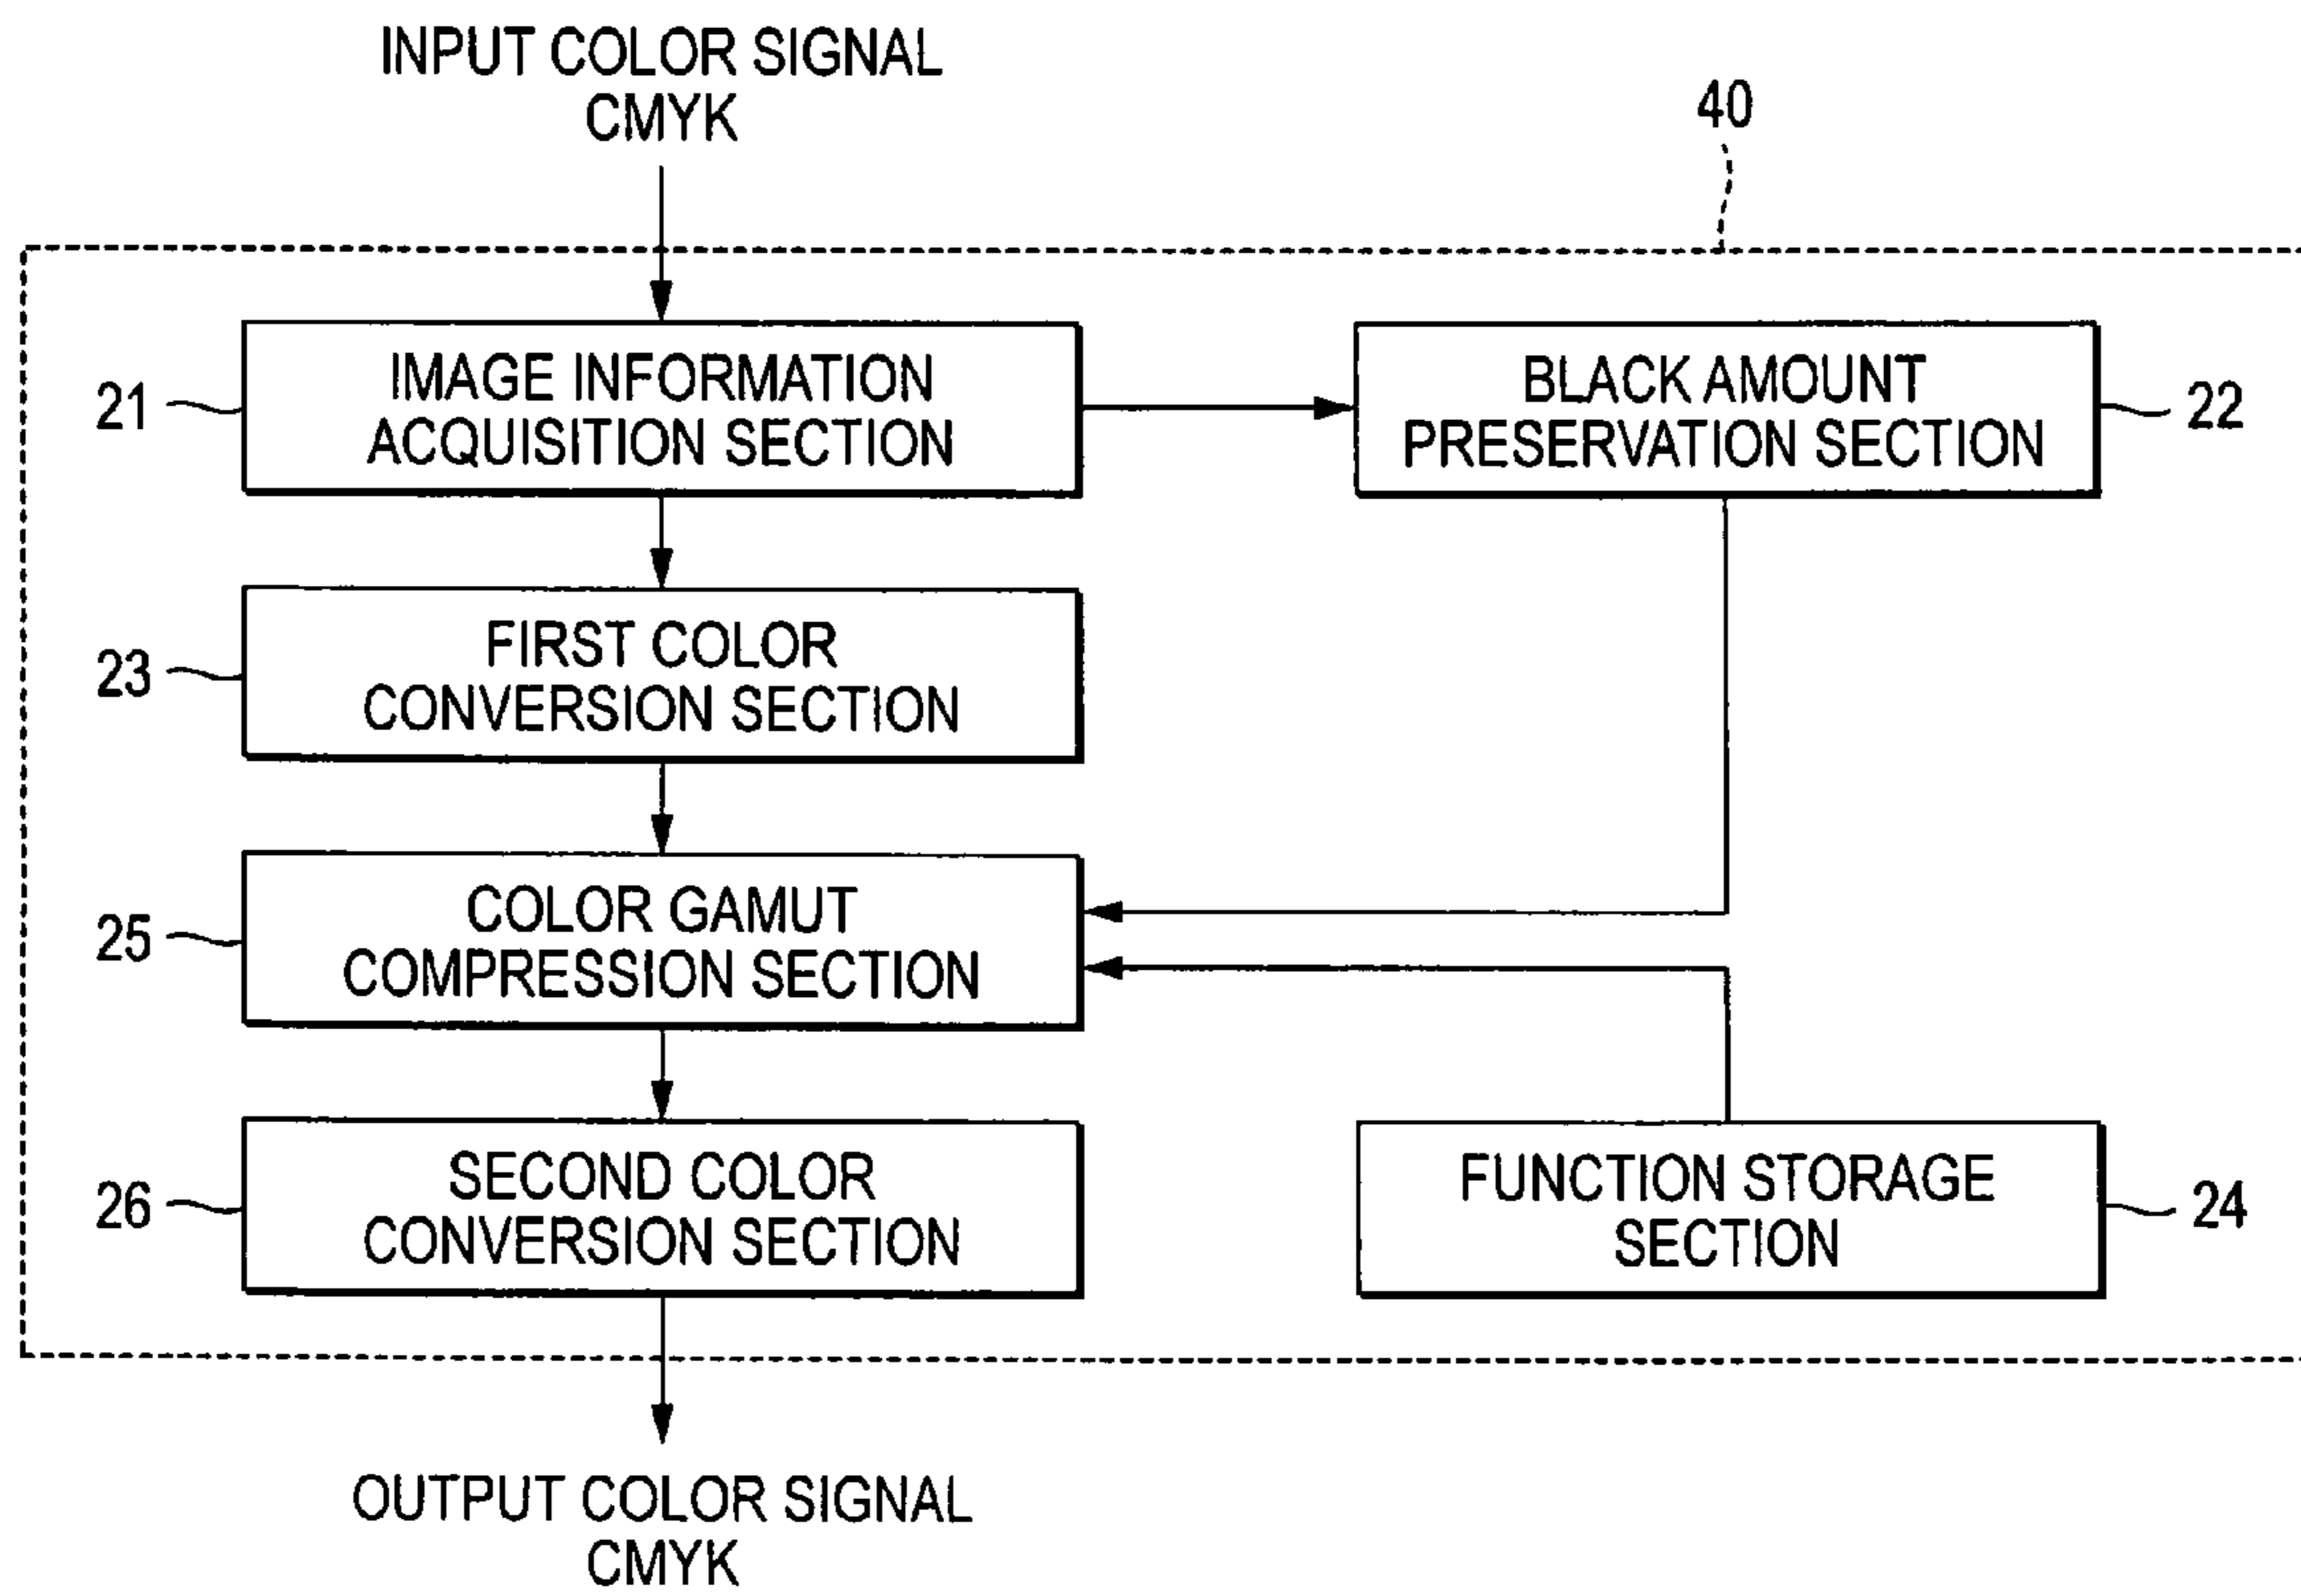 INPUT COLOR SIGNAL
CMYK
40
21
IMAGE INFORMATION
ACQUISITION SECTION
BLACK AMOUNT
PRESERVATION SECTION
22
23
FIRST COLOR
CONVERSION SECTION
25
COLOR GAMUT
COMPRESSION SECTION
26
SECOND COLOR
CONVERSION SECTION
FUNCTION STORAGE
SECTION
24
OUTPUT COLOR SIGNAL
CMYK